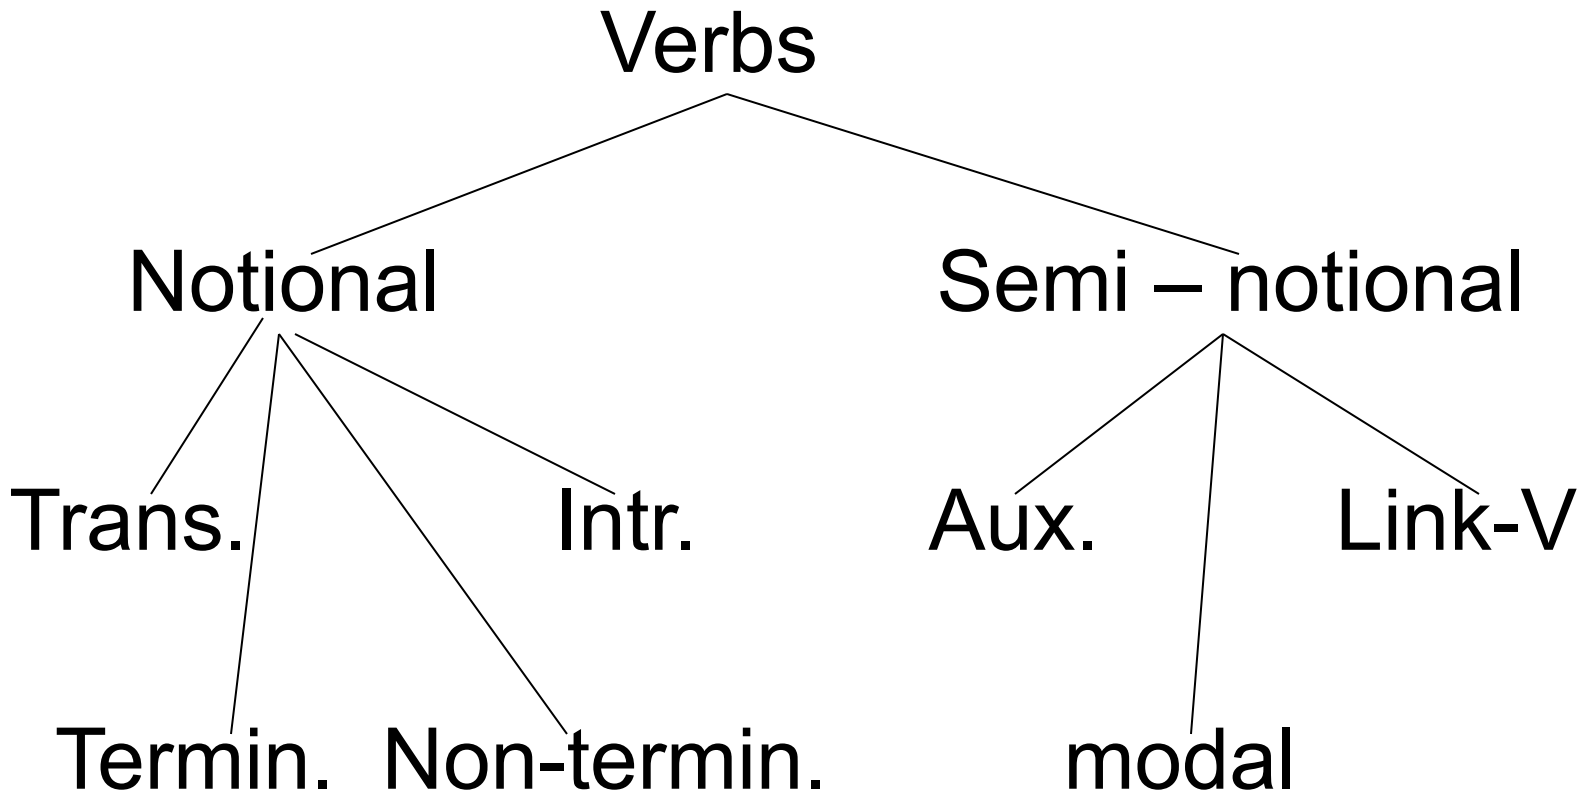 Verbs
Notional Semi – notional
Trans. Intr. Aux. Link-V
Termin. Non-termin. modal